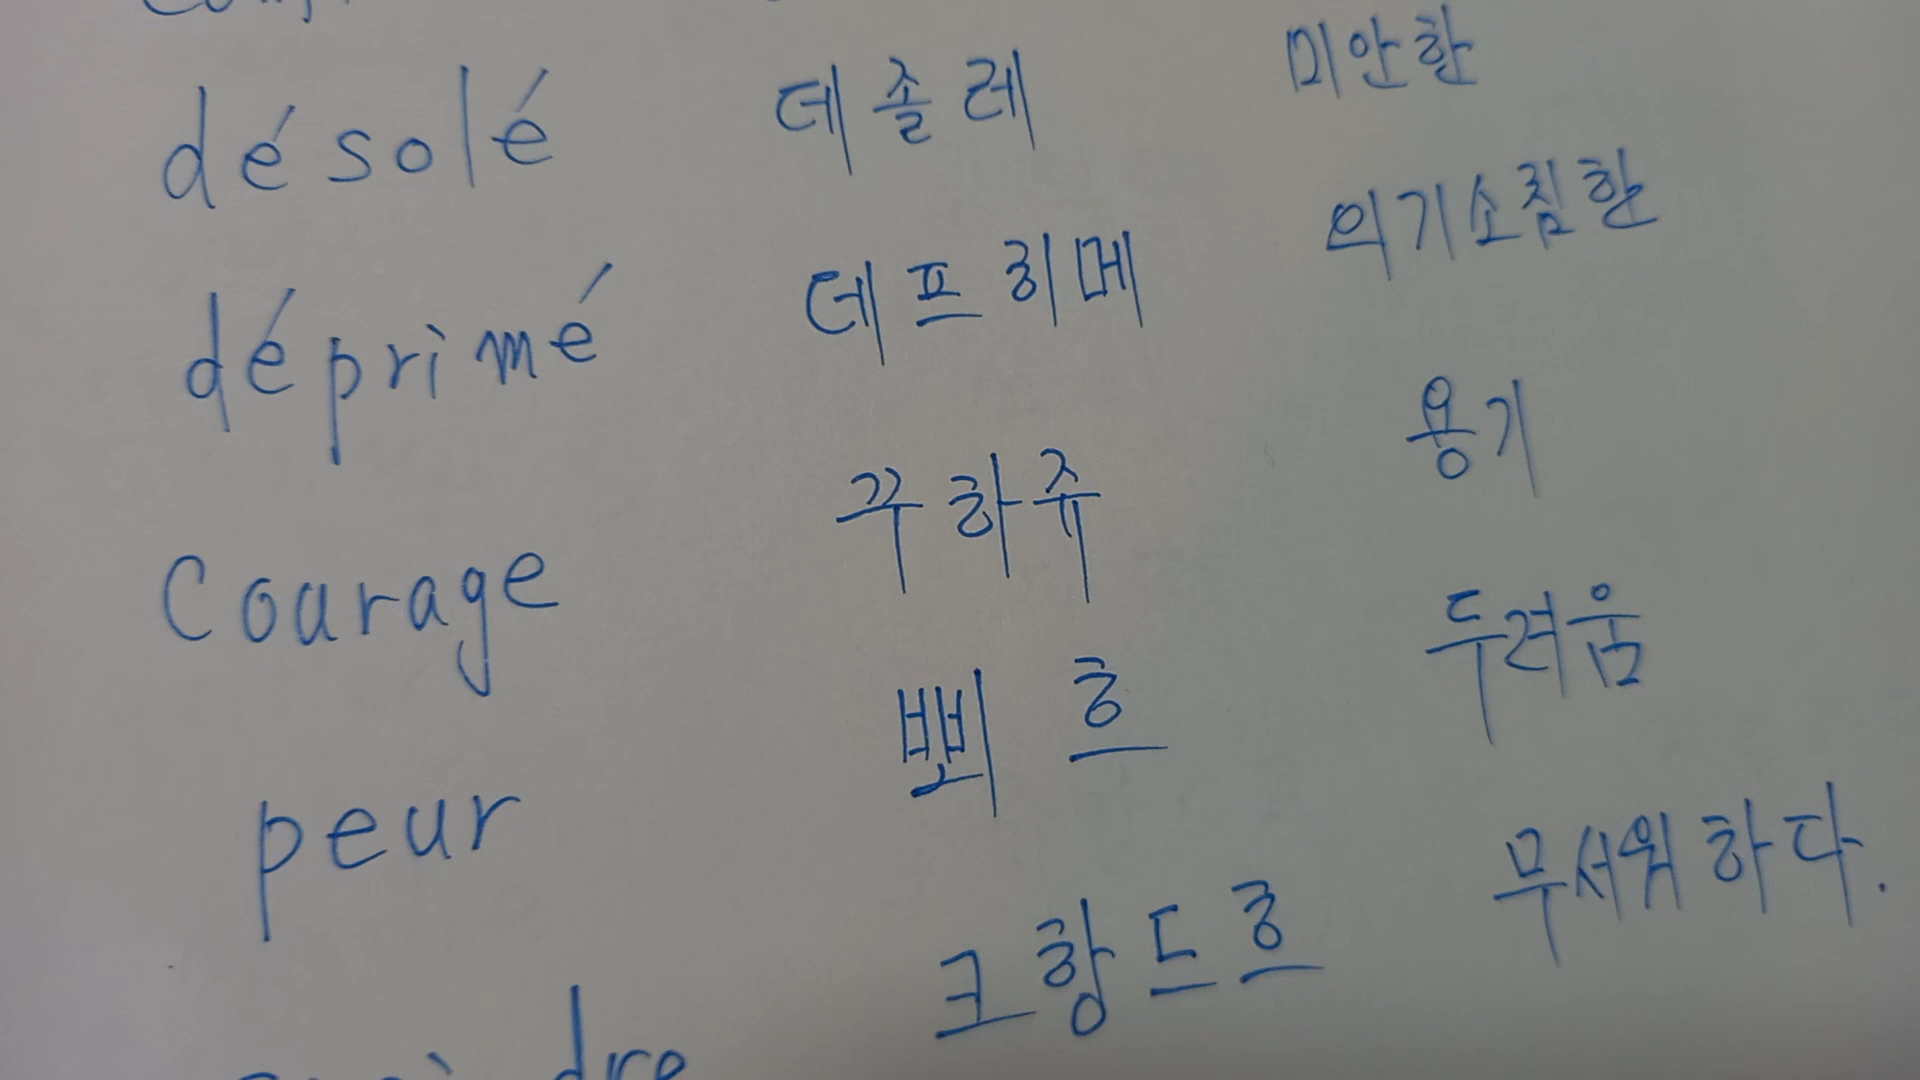 désolé 데졸레 미안한
déprimé 데프히메 의기소침한
Courage 꾸하쥬 용기
peur 뾔흐 두려움
크항드흐 무서워하다.